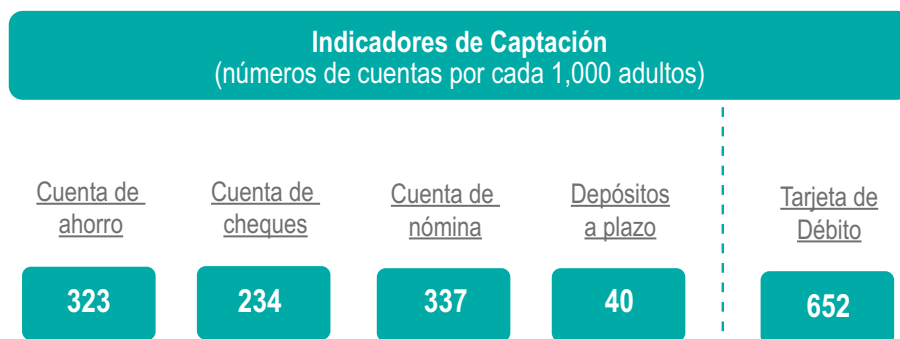 Indicadores de Captación
(números de cuentas por cada 1,000 adultos)
Cuenta de
ahorro
323
Cuenta de
cheques
234
Cuenta de
nómina
337
Depósitos
a plazo
40
Tarjeta de
Débito
652